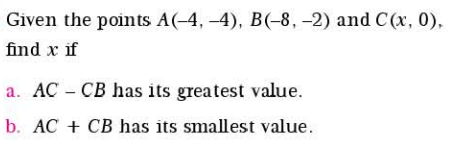 Given the points A(–4, –4), B(–8, –2) and C(x, 0),
find x if
a. AC – CB has its greatest value.
b. AC + CB has its smallest value.